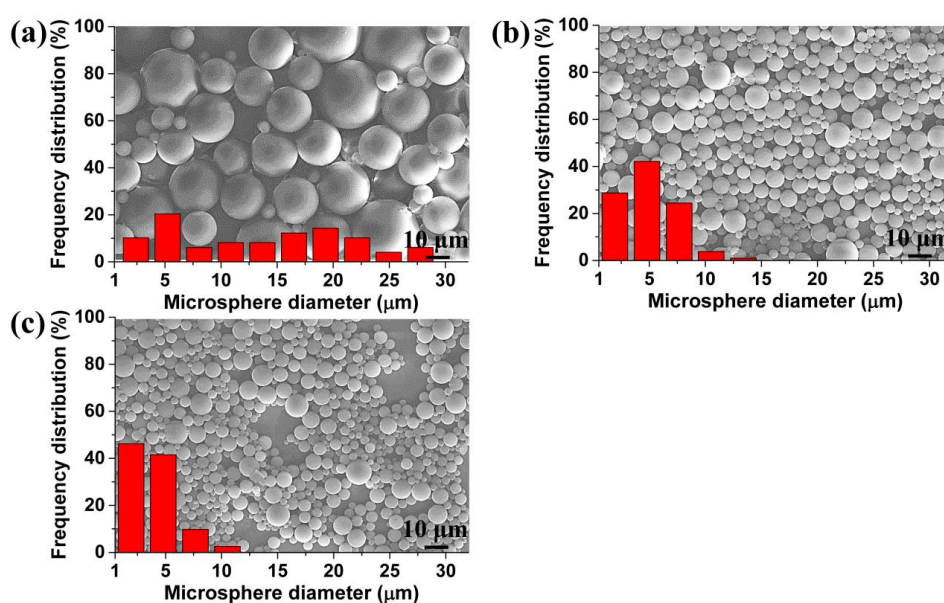 (a)
Frequency distribution (%)
100
80
60
40
20
0
10 μm
1 5 10 15 20 25 30
Microsphere diameter (μm)
(b)
Frequency distribution (%)
100
80
60
40
20
0
10 μm
1 5 10 15 20 25 30
Microsphere diameter (μm)
(c)
Frequency distribution (%)
100
80
60
40
20
0
10 μm
1 5 10 15 20 25 30
Microsphere diameter (μm)